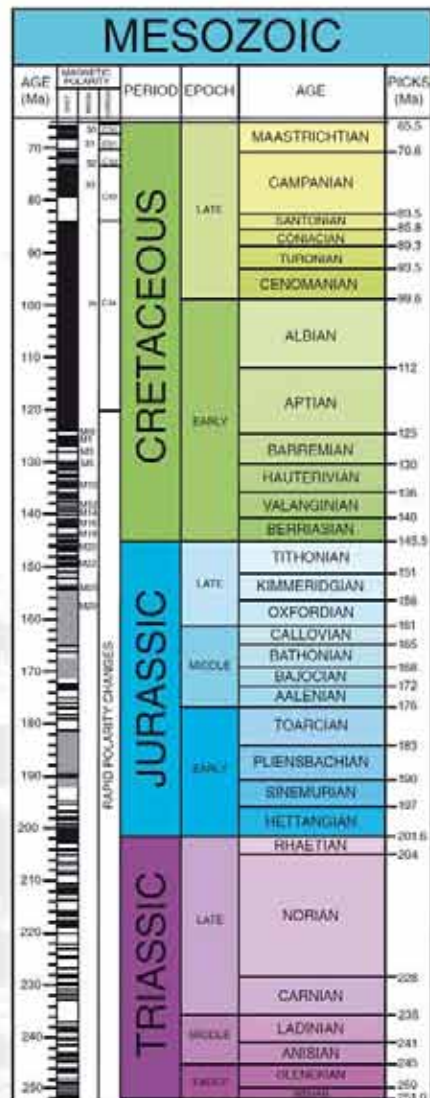 MESOZOIC
AGE (Ma)
MAGNETIC POLARITY
PERIOD
EPOCH
AGE
PICKS (Ma)
70
80
90
100
110
120
130
140
150
160
170
180
190
200
210
220
230
240
250
RAPID POLARITY CHANGES
CRETACEOUS
LATE
MAASTRICHTIAN
CAMPANIAN
SANTONIAN
CONIACIAN
TURONIAN
CENOMANIAN
EARLY
ALBIAN
APTIAN
BARREMIAN
HAUTERIVIAN
VALANGINIAN
BERRIASIAN
JURASSIC
LATE
TITHONIAN
KIMMERIDGIAN
OXFORDIAN
MIDDLE
CALLOVIAN
BATHONIAN
BAJOCIAN
AALENIAN
EARLY
TOARCIAN
PLIENSBACHIAN
SINEMURIAN
HETTANGIAN
TRIASSIC
LATE
RHAETIAN
NORIAN
CARNIAN
MIDDLE
LADINIAN
ANISIAN
EARLY
OLENEKIAN
65.5
70.6
83.5
85.8
89.3
93.5
99.6
112
125
130
136
140
145.5
151
156
161
165
168
172
176
183
190
197
201.6
204
228
235
241
245
250
251.0